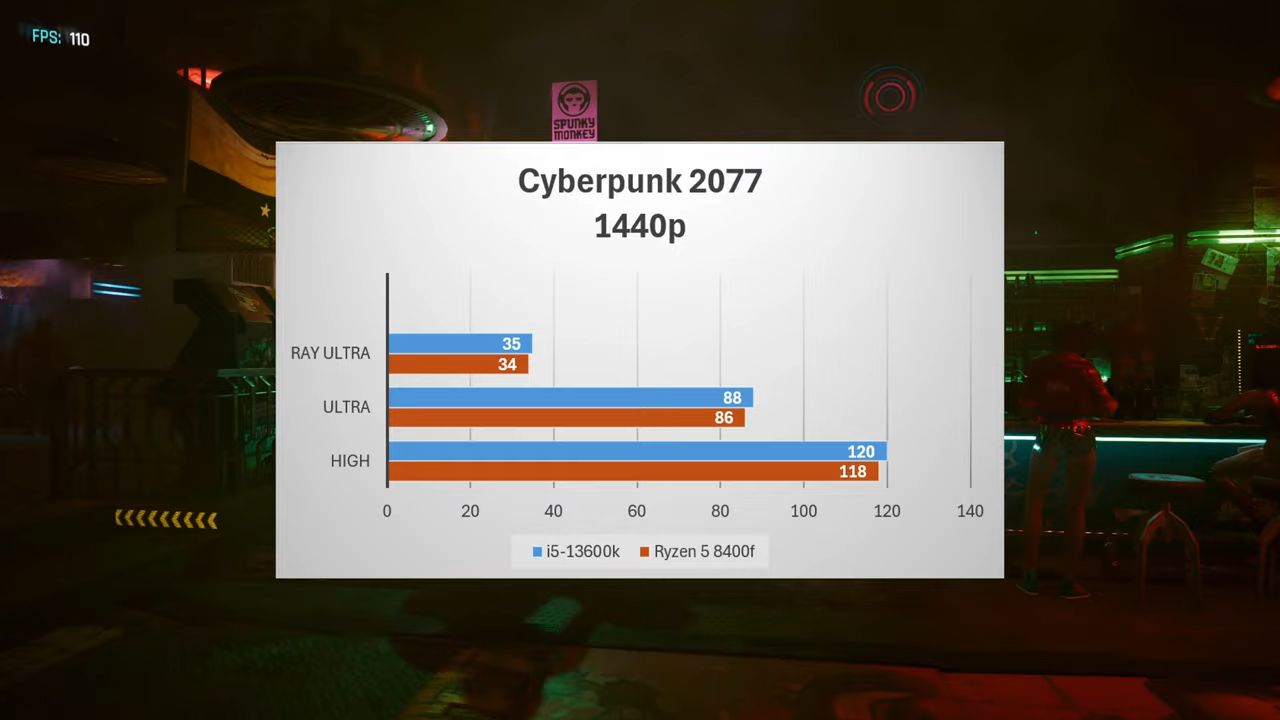 FPS: 110
SPUNKY
MONKEY
Cyberpunk 2077
1440p
RAY ULTRA
35
34
ULTRA
88
86
HIGH
120
118
0 20 40 60 80 100 120 140
i5-13600k Ryzen 5 8400f